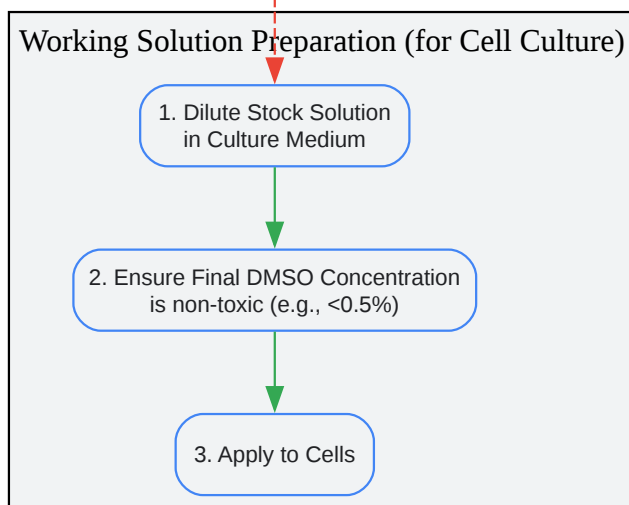 Working Solution Preparation (for Cell Culture)
1. Dilute Stock Solution
in Culture Medium
2. Ensure Final DMSO Concentration
is non-toxic (e.g., <0.5%)
3. Apply to Cells